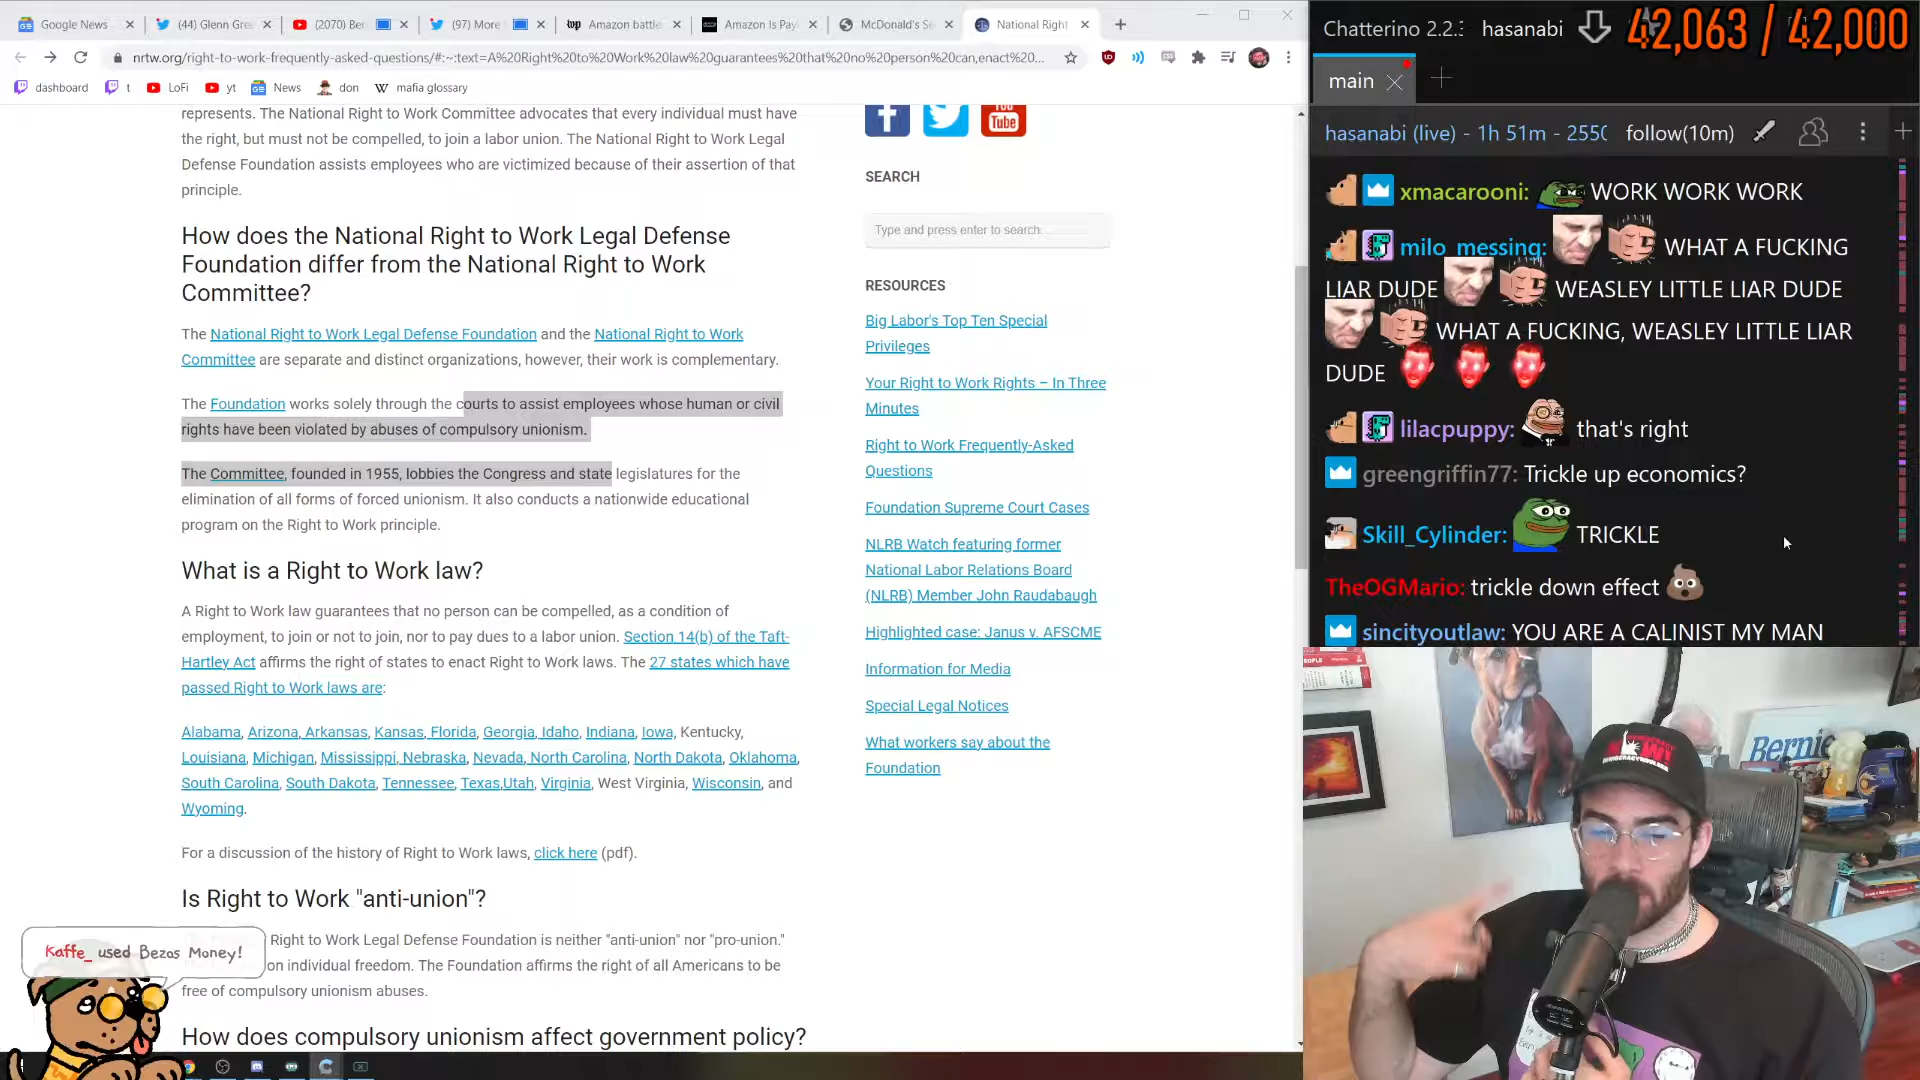 Google News
(44) Glenn Gre
(2070) Be
(97) More
Amazon battle
Amazon Is Pay
McDonald's S
National Right
nrtw.org/right-to-work-frequently-asked-questions/#:~:text=A%20Right%20to%20Work%20law%20guarantees%20that%20no%20person%20can,enact%20...
dashboard
t
LoFi
yt
News
don
mafia glossary
represents. The National Right to Work Committee advocates that every individual must have
the right, but must not be compelled, to join a labor union. The National Right to Work Legal
Defense Foundation assists employees who are victimized because of their assertion of that
principle.
How does the National Right to Work Legal Defense
Foundation differ from the National Right to Work
Committee?
The National Right to Work Legal Defense Foundation and the National Right to Work
Committee are separate and distinct organizations, however, their work is complementary.
The Foundation works solely through the courts to assist employees whose human or civil
rights have been violated by abuses of compulsory unionism.
The Committee, founded in 1955, lobbies the Congress and state legislatures for the
elimination of all forms of forced unionism. It also conducts a nationwide educational
program on the Right to Work principle.
What is a Right to Work law?
A Right to Work law guarantees that no person can be compelled, as a condition of
employment, to join or not to join, nor to pay dues to a labor union. Section 14(b) of the Taft-
Hartley Act affirms the right of states to enact Right to Work laws. The 27 states which have
passed Right to Work laws are:
Alabama, Arizona, Arkansas, Kansas, Florida, Georgia, Idaho, Indiana, Iowa, Kentucky,
Louisiana, Michigan, Mississippi, Nebraska, Nevada, North Carolina, North Dakota, Oklahoma,
South Carolina, South Dakota, Tennessee, Texas,Utah, Virginia, West Virginia, Wisconsin, and
Wyoming.
For a discussion of the history of Right to Work laws, click here (pdf).
Is Right to Work "anti-union"?
Right to Work Legal Defense Foundation is neither "anti-union" nor "pro-union."
on individual freedom. The Foundation affirms the right of all Americans to be
free of compulsory unionism abuses.
How does compulsory unionism affect government policy?
Kaffe_ used Bezos Money!
You
Tube
SEARCH
Type and press enter to search...
RESOURCES
Big Labor's Top Ten Special
Privileges
Your Right to Work Rights – In Three
Minutes
Right to Work Frequently-Asked
Questions
Foundation Supreme Court Cases
NLRB Watch featuring former
National Labor Relations Board
(NLRB) Member John Raudabaugh
Highlighted case: Janus v. AFSCME
Information for Media
Special Legal Notices
What workers say about the
Foundation
Chatterino 2.2.
hasanabi
42,063 / 42,000
main
hasanabi (live) - 1h 51m - 2550
follow(10m)
xmacarooni: WORK WORK WORK
milo_messing: WHAT A FUCKING
LIAR DUDE WEASLEY LITTLE LIAR DUDE
WHAT A FUCKING, WEASLEY LITTLE LIAR
DUDE
lilacpuppy: that's right
greengriffin77: Trickle up economics?
Skill_Cylinder: TRICKLE
TheOGMario: trickle down effect
sincityoutlaw: YOU ARE A CALINIST MY MAN
Bernie